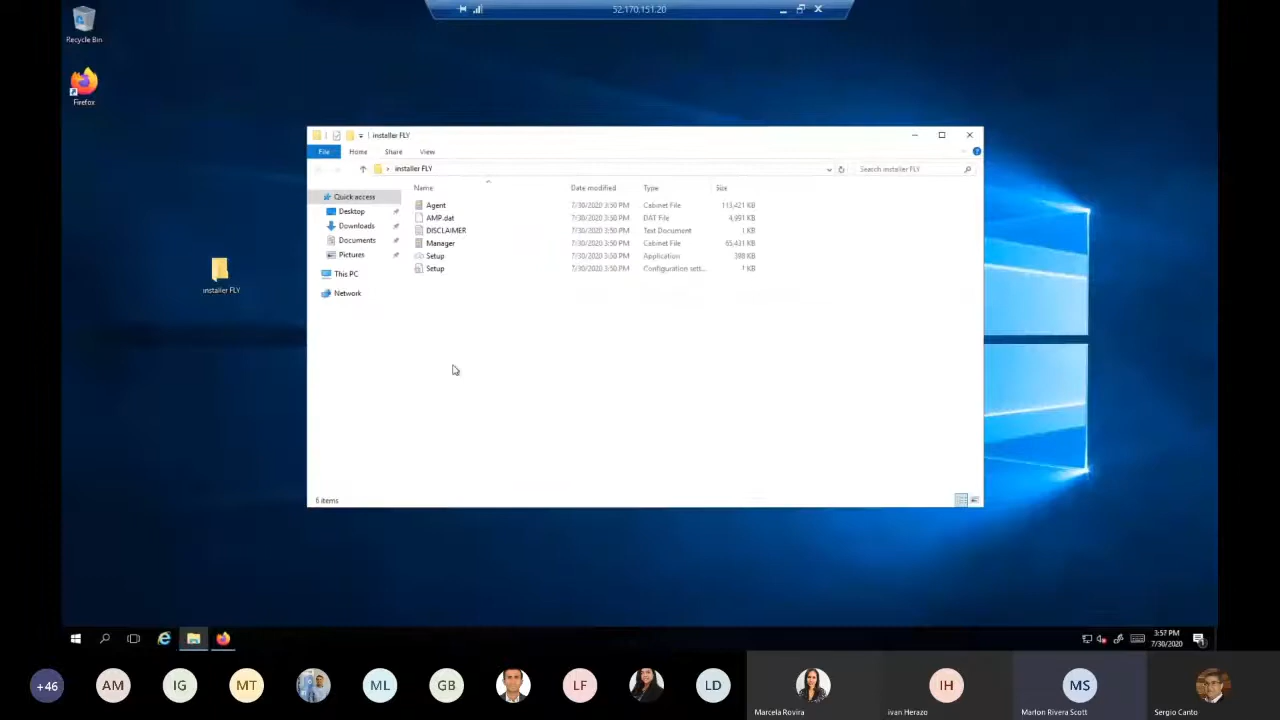 52.170.151.20
Recycle Bin
Firefox
installer FLY
installer FLY
File Home Share View
installer FLY
Search installer FLY
Quick access
Desktop
Downloads
Documents
Pictures
This PC
Network
Name Date modified Type Size
Agent 7/30/2020 3:50 PM Cabinet File 113,421 KB
AMP.dat 7/30/2020 3:50 PM DAT File 4,991 KB
DISCLAIMER 7/30/2020 3:50 PM Text Document 1 KB
Manager 7/30/2020 3:50 PM Cabinet File 65,431 KB
Setup 7/30/2020 3:50 PM Application 398 KB
Setup 7/30/2020 3:50 PM Configuration sett... 1 KB
6 items
3:57 PM
7/30/2020
+46 AM IG MT ML GB LF LD IH MS
Marcela Rovira ivan Herazo Marlon Rivera Scott Sergio Canto